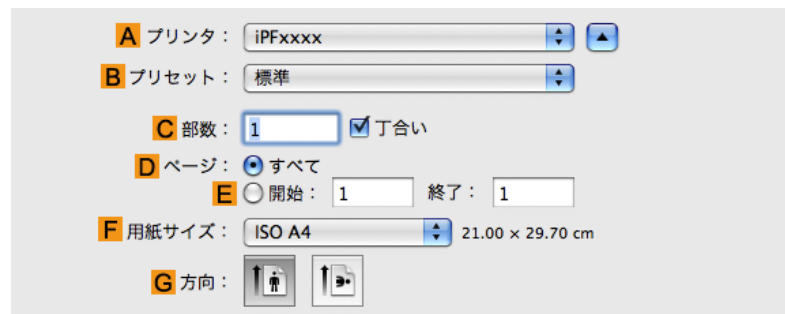 A プリンタ： iPFxxxx
B プリセット： 標準
C 部数： 1 丁合い
D ページ： すべて
E 開始： 1 終了： 1
F 用紙サイズ： ISO A4 21.00 × 29.70 cm
G 方向：